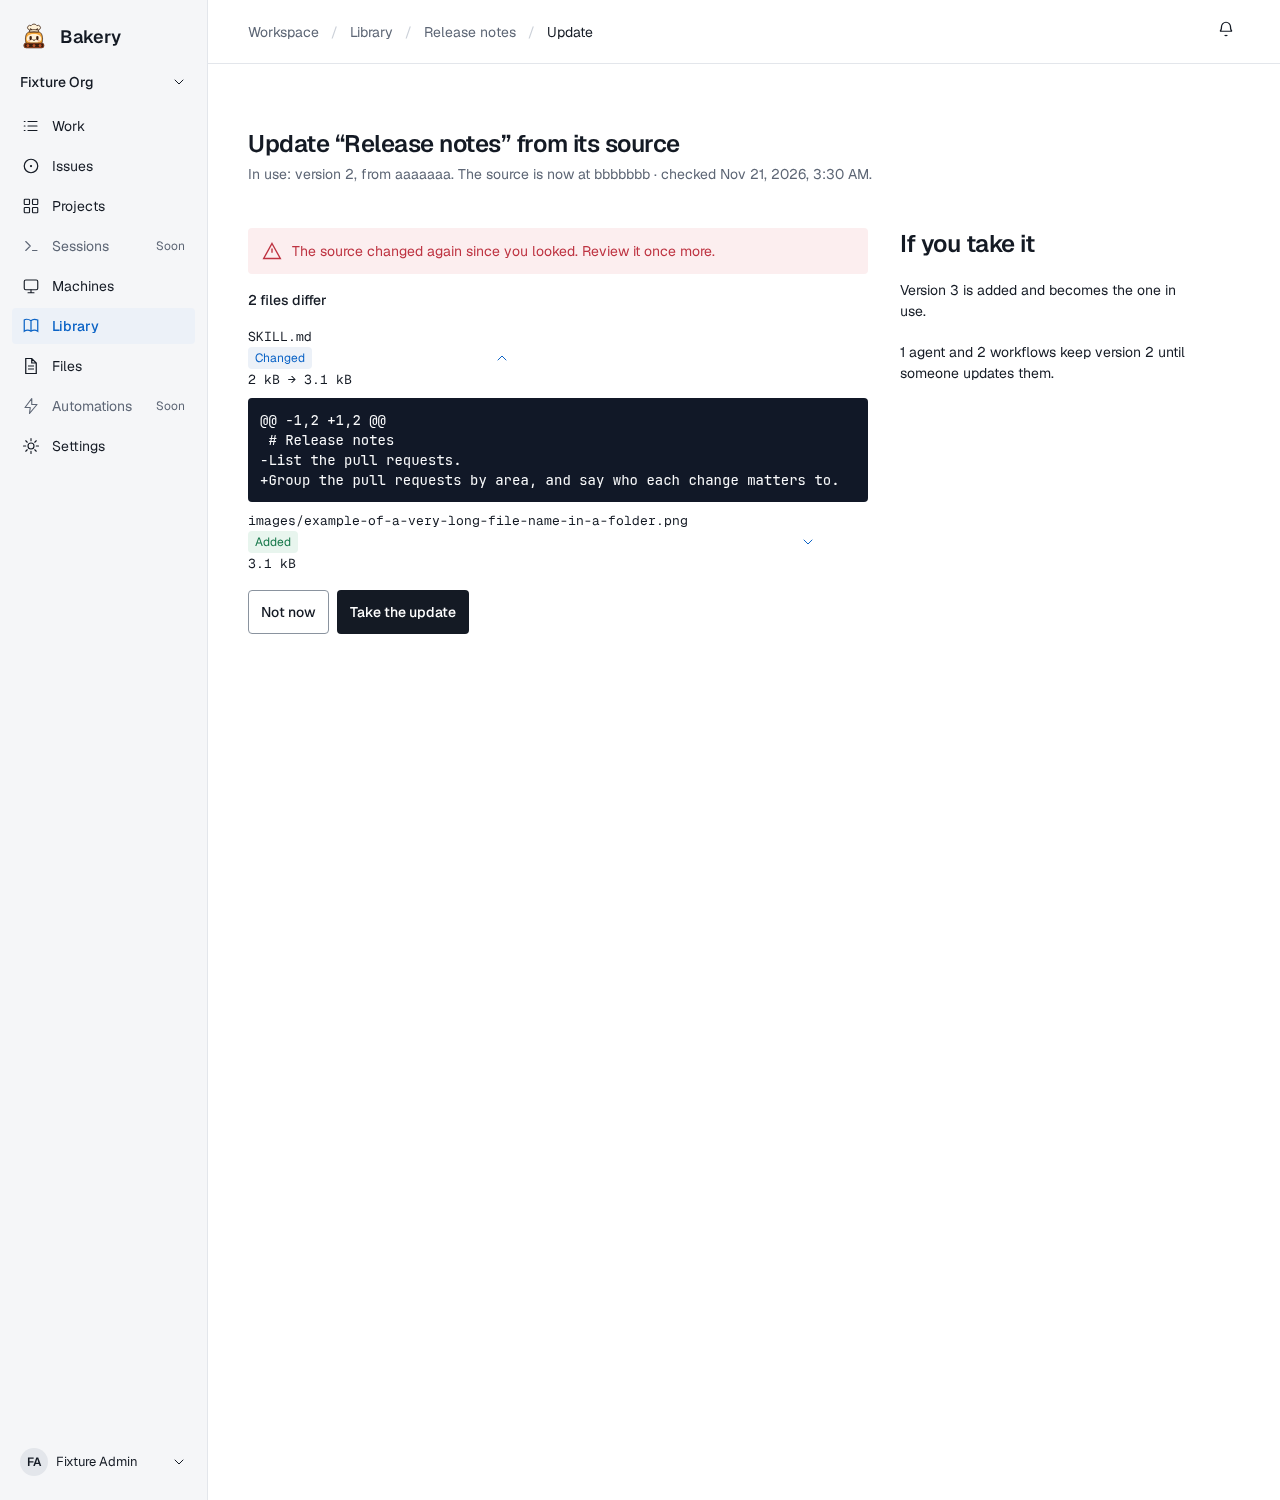 Bakery
Fixture Org
Work
Issues
Projects
Sessions Soon
Machines
Library
Files
Automations Soon
Settings
FA Fixture Admin
Workspace / Library / Release notes / Update
Update “Release notes” from its source
In use: version 2, from aaaaaaa. The source is now at bbbbbbb · checked Nov 21, 2026, 3:30 AM.
The source changed again since you looked. Review it once more.
2 files differ
SKILL.md
Changed
2 kB → 3.1 kB
@@ -1,2 +1,2 @@
# Release notes
-List the pull requests.
+Group the pull requests by area, and say who each change matters to.
images/example-of-a-very-long-file-name-in-a-folder.png
Added
3.1 kB
Not now Take the update
If you take it
Version 3 is added and becomes the one in
use.
1 agent and 2 workflows keep version 2 until
someone updates them.